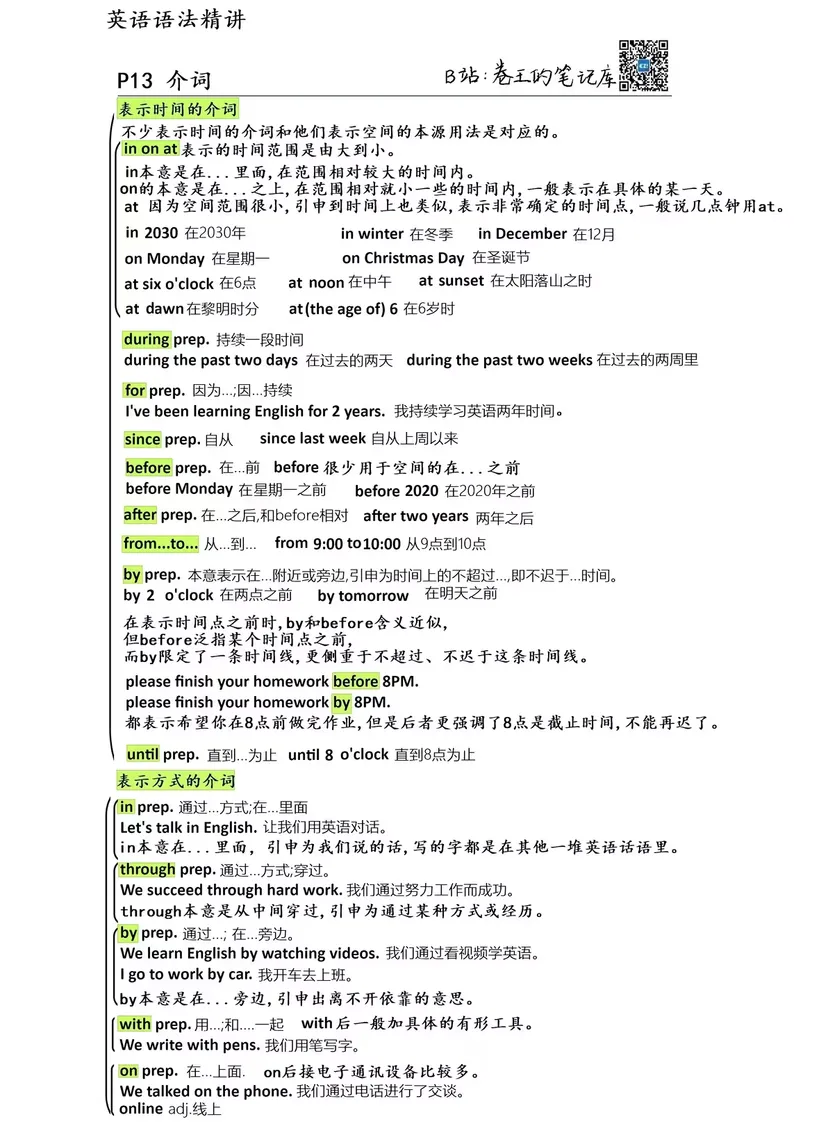 英语语法精讲
P13 介词
B站:卷王的笔记库
表示时间的介词
不少表示时间的介词和他们表示空间的本源用法是对应的。
in on at 表示的时间范围是由大到小。
in本意是在...里面,在范围相对较大的时间内。
on的本意是在...之上,在范围相对就小一些的时间内,一般表示在具体的某一天。
at 因为空间范围很小,引申到时间上也类似,表示非常确定的时间点,一般说几点钟用at。
in 2030 在2030年 in winter 在冬季 in December 在12月
on Monday 在星期一 on Christmas Day 在圣诞节
at six o'clock 在6点 at noon 在中午 at sunset 在太阳落山之时
at dawn 在黎明时分 at(the age of) 6 在6岁时
during prep. 持续一段时间
during the past two days 在过去的两天 during the past two weeks 在过去的两周里
for prep. 因为...;因...持续
I've been learning English for 2 years. 我持续学习英语两年时间。
since prep. 自从 since last week 自从上周以来
before prep. 在...前 before 很少用于空间的在...之前
before Monday 在星期一之前 before 2020 在2020年之前
after prep. 在...之后,和before相对 after two years 两年之后
from...to... 从...到... from 9:00 to10:00 从9点到10点
by prep. 本意表示在...附近或旁边,引申为时间上的不超过...,即不迟于...时间。
by 2 o'clock 在两点之前 by tomorrow 在明天之前
在表示时间点之前时,by和before含义近似,
但before泛指某个时间点之前,
而by限定了一条时间线,更侧重于不超过、不迟于这条时间线。
please finish your homework before 8PM.
please finish your homework by 8PM.
都表示希望你在8点前做完作业,但是后者更强调了8点是截止时间,不能再迟了。
until prep. 直到...为止 until 8 o'clock 直到8点为止
表示方式的介词
in prep. 通过...方式;在...里面
Let's talk in English. 让我们用英语对话。
in本意在...里面, 引申为我们说的话,写的字都是在其他一堆英语话语里。
through prep. 通过...方式;穿过。
We succeed through hard work. 我们通过努力工作而成功。
through本意是从中间穿过,引申为通过某种方式或经历。
by prep. 通过...; 在...旁边。
We learn English by watching videos. 我们通过看视频学英语。
I go to work by car. 我开车去上班。
by本意是在...旁边,引申出离不开依靠的意思。
with prep. 用...;和....一起 with后一般加具体的有形工具。
We write with pens. 我们用笔写字。
on prep. 在...上面. on后接电子通讯设备比较多。
We talked on the phone. 我们通过电话进行了交谈。
online adj.线上